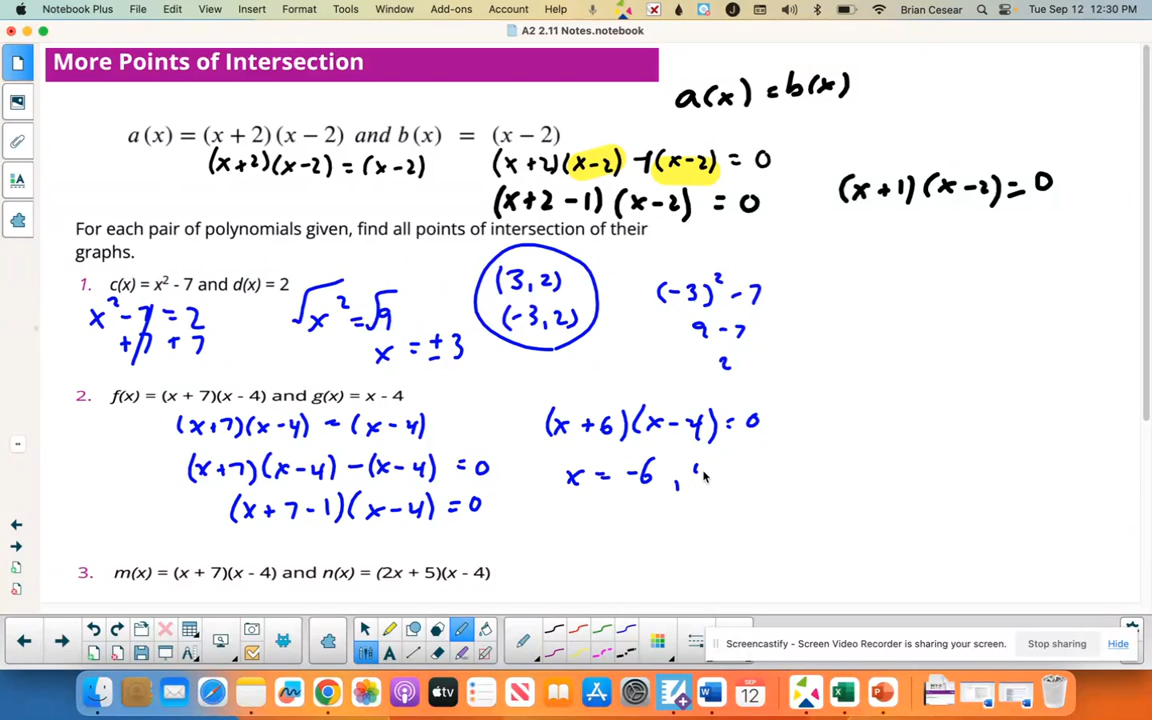 Notebook Plus File Edit View Insert Format Tools Window Add-ons Account Help Brian Cesear Tue Sep 12 12:30 PM
A2 2.11 Notes.notebook
More Points of Intersection
a(x) = b(x)
a (x) = (x + 2) (x − 2) and b (x) = (x − 2)
(x+2)(x-2) = (x-2)
(x+2)(x-2) -1(x-2) = 0
(x+2-1) (x-2) = 0
(x+1)(x-2)=0
For each pair of polynomials given, find all points of intersection of their
graphs.
1. c(x) = x² - 7 and d(x) = 2
x² - 7 = 2
+7 + 7
√x² = √9
x = ± 3
(3,2)
(-3,2)
(-3)² - 7
9 - 7
2
2. f(x) = (x + 7)(x - 4) and g(x) = x - 4
(x+7)(x-4) = (x-4)
(x+7)(x-4) -(x-4) = 0
(x+7-1)(x-4) = 0
(x+6)(x-4) = 0
x = -6 ,
3. m(x) = (x + 7)(x - 4) and n(x) = (2x + 5)(x - 4)
Screencastify - Screen Video Recorder is sharing your screen. Stop sharing Hide
SEP
12